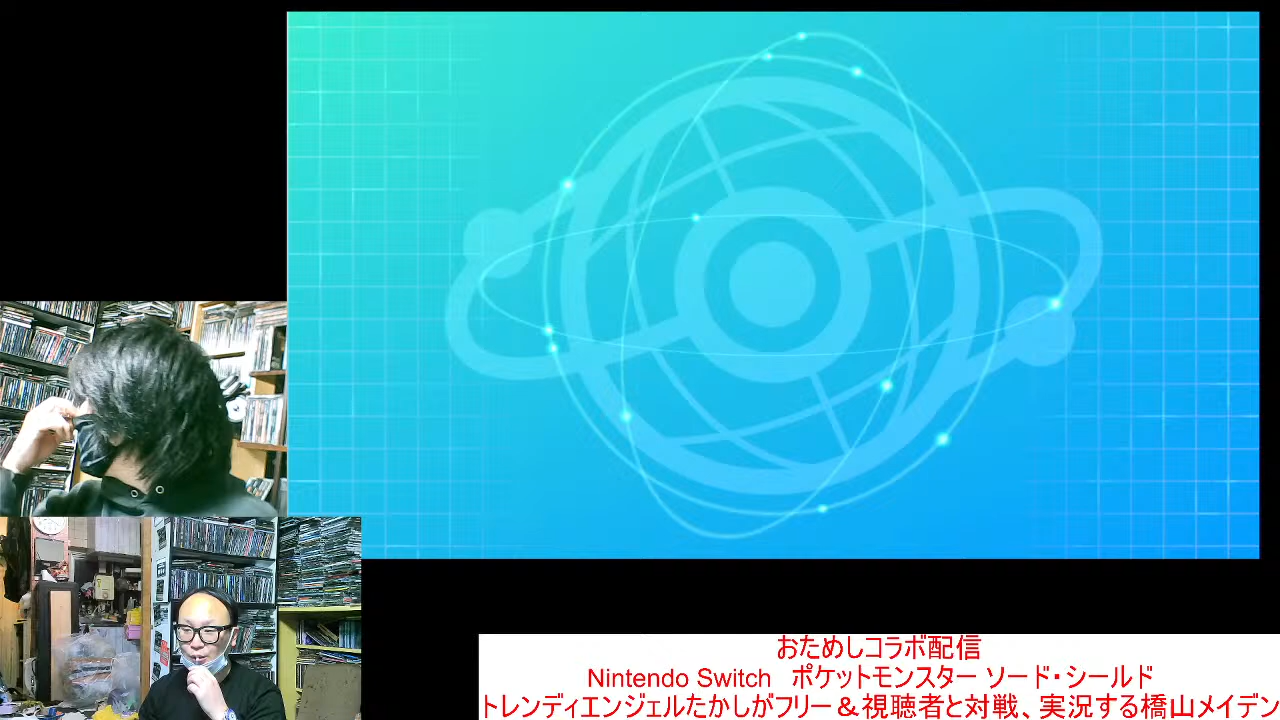 おためしコラボ配信
Nintendo Switch　ポケットモンスター ソード・シールド
トレンディエンジェルたかしがフリー＆視聴者と対戦、実況する橋山メイデン